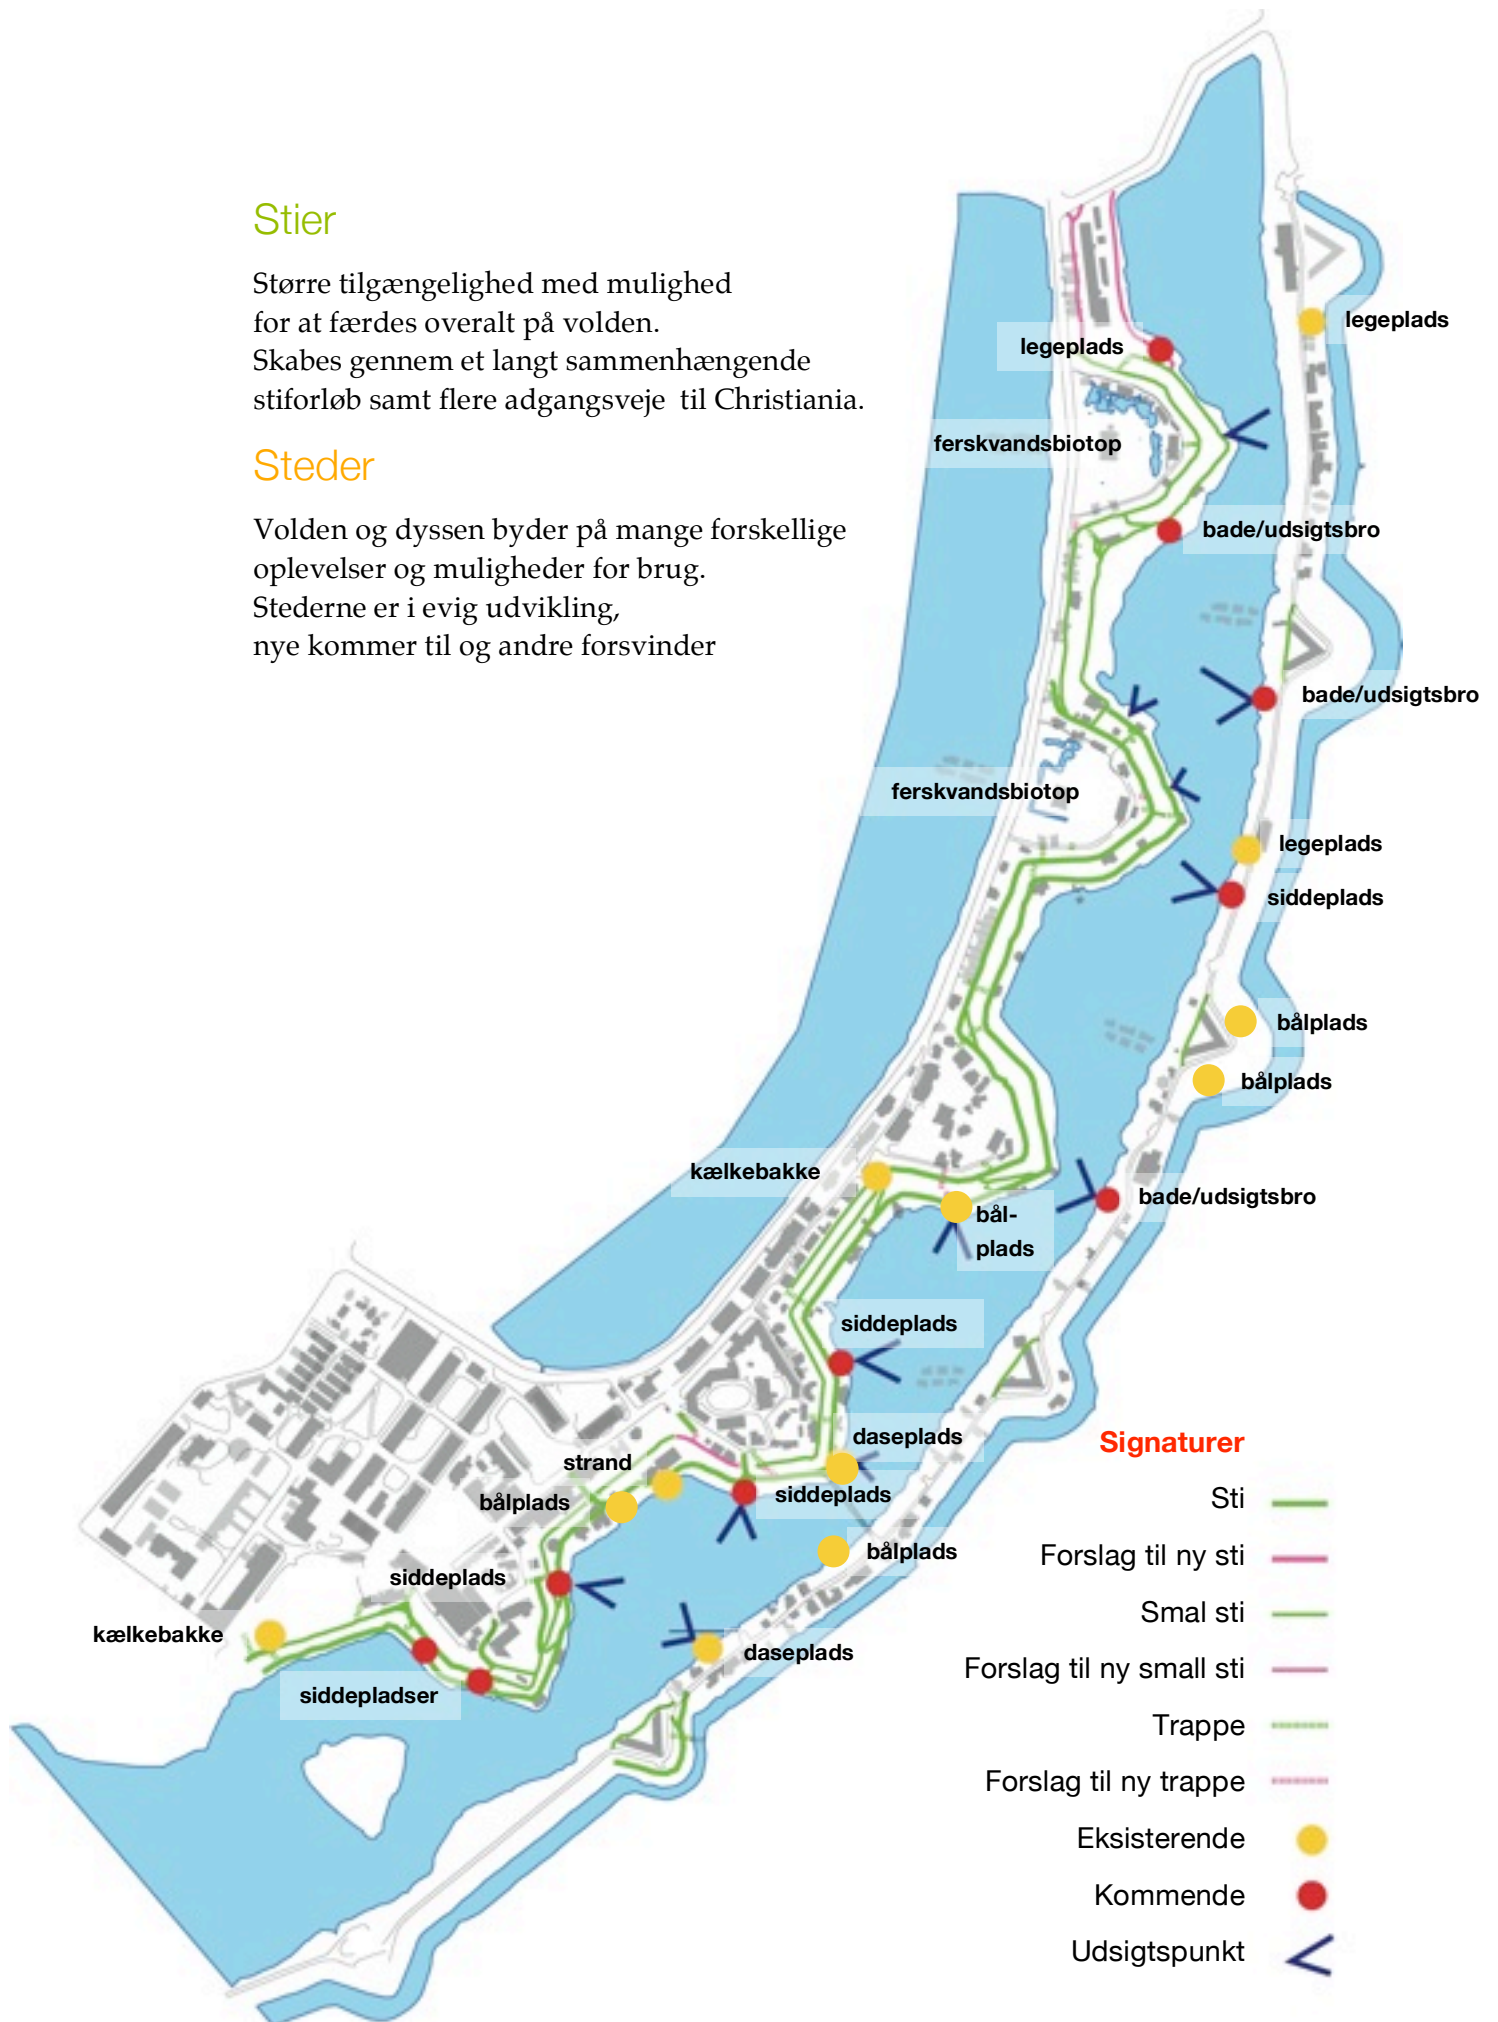 Stier
Større tilgængelighed med mulighed
for at færdes overalt på volden.
Skabes gennem et langt sammenhængende
stiforløb samt flere adgangsveje til Christiania.
Steder
Volden og dyssen byder på mange forskellige
oplevelser og muligheder for brug.
Stederne er i evig udvikling,
nye kommer til og andre forsvinder
legeplads
legeplads
ferskvandsbiotop
bade/udsigtsbro
bade/udsigtsbro
ferskvandsbiotop
legeplads
siddeplads
bålplads
bålplads
kælkebakke
bade/udsigtsbro
bål-
plads
siddeplads
daseplads
strand
siddeplads
bålplads
bålplads
siddeplads
kælkebakke
daseplads
siddepladser
Signaturer
Sti
Forslag til ny sti
Smal sti
Forslag til ny small sti
Trappe
Forslag til ny trappe
Eksisterende
Kommende
Udsigtspunkt